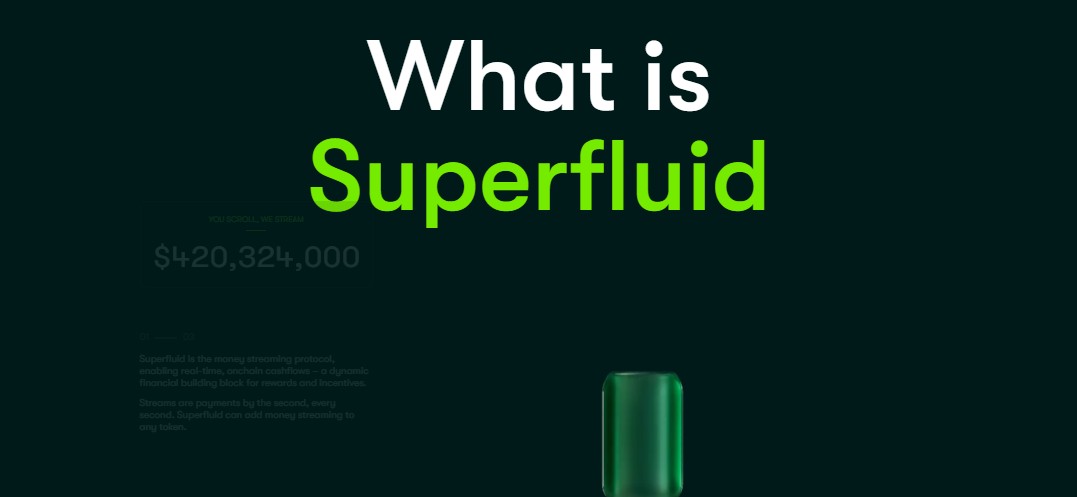 What is
Superfluid
YOU SCROLL, WE STREAM
$420,324,000
Superfluid is the money streaming protocol,
enabling real-time, onchain cashflows – a dynamic
financial building block for rewards and incentives.
Streams are payments by the second, every
second. Superfluid can add money streaming to
any token.